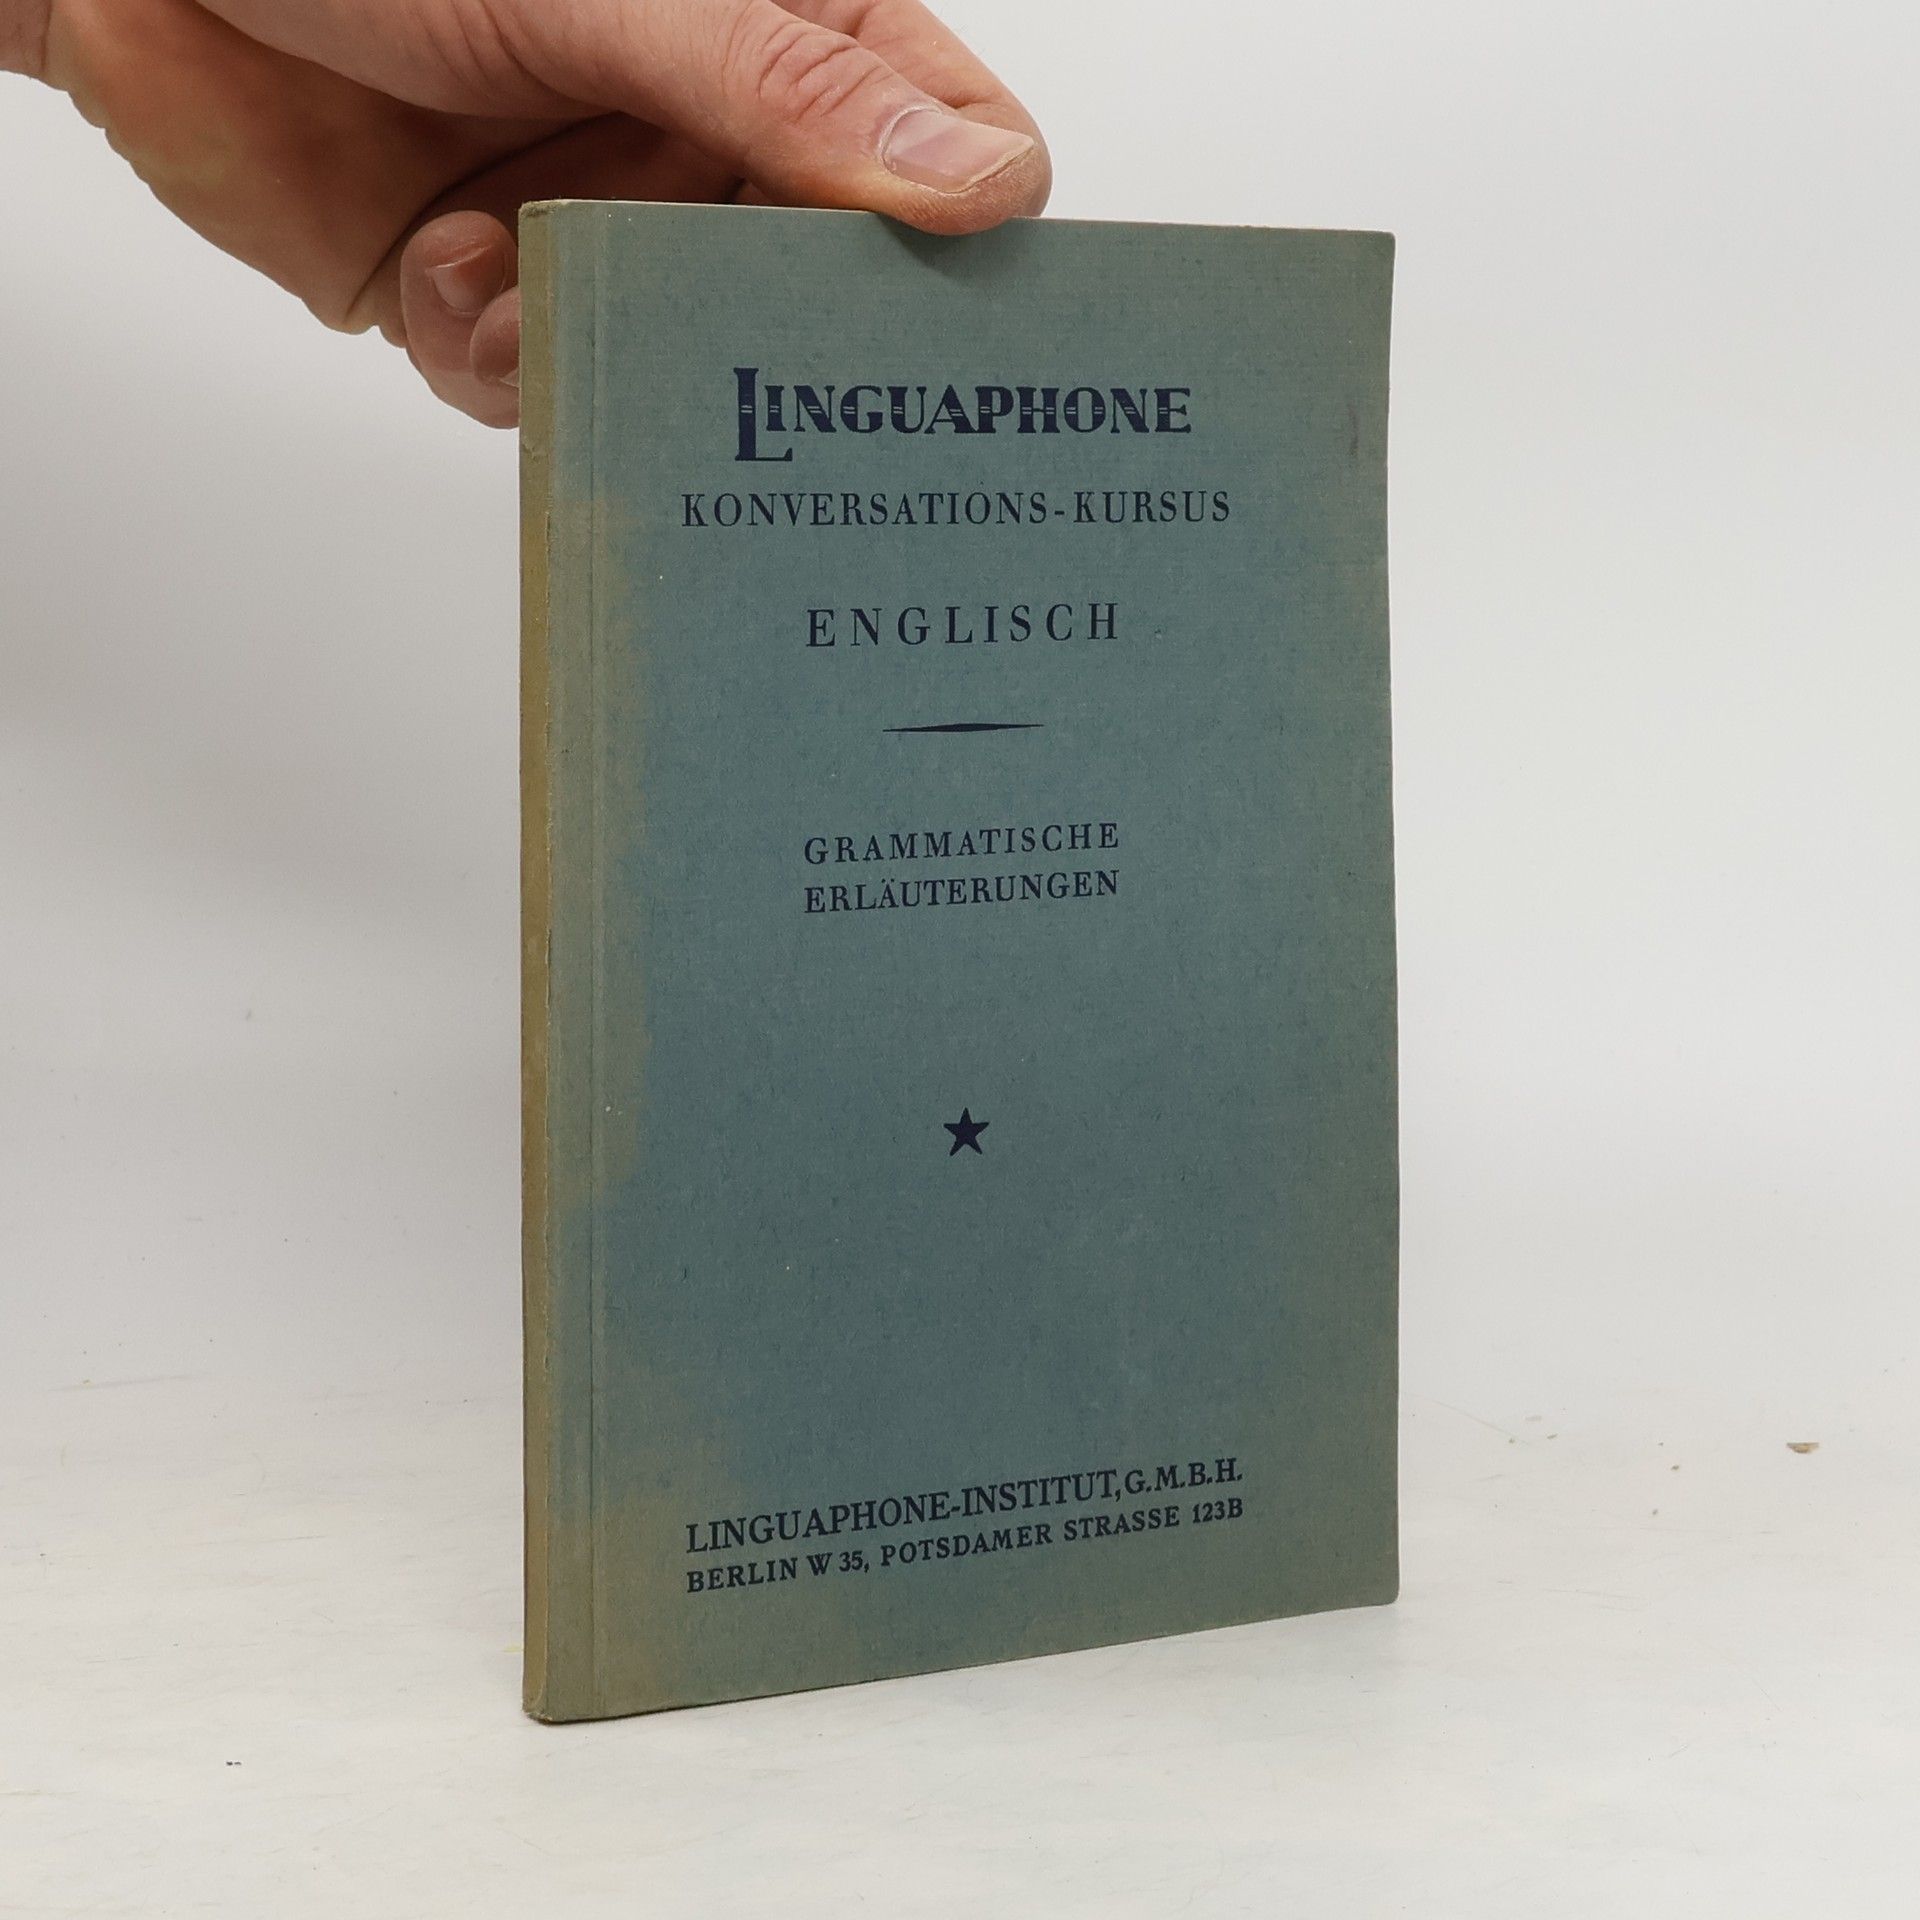 LINGUAPHONE
KONVERSATIONS-KURSUS
ENGLISCH
GRAMMATISCHE
ERLÄUTERUNGEN
LINGUAPHONE-INSTITUT, G.M.B.H.
BERLIN W 35, POTSDAMER STRASSE 123B